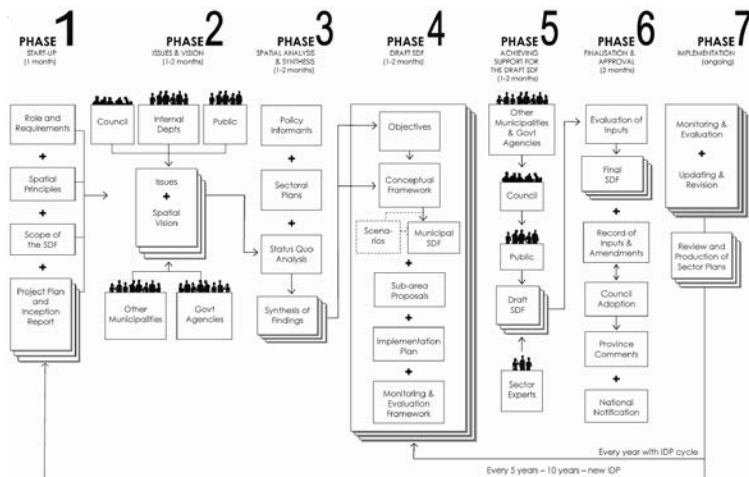 PHASE 1
START-UP
(1 month)
Role and
Requirements
+
Spatial
Principles
+
Scope of
the SDF
+
Project Plan
and
Inception
Report
PHASE 2
ISSUES & VISION
(1-2 months)
Council
Internal
Depts
Public
Issues
+
Spatial
Vision
Other
Municipalities
Govt
Agencies
PHASE 3
SPATIAL ANALYSIS
& SYNTHESIS
(1-2 months)
Policy
Informants
+
Sectoral
Plans
+
Status Quo
Analysis
Synthesis of
Findings
PHASE 4
DRAFT SDF
(1-2 months)
Objectives
Conceptual
Framework
Scena-
rios
Municipal
SDF
Sub-area
Proposals
+
Implementation
Plan
+
Monitoring &
Evaluation
Framework
PHASE 5
ACHIEVING
SUPPORT FOR
THE DRAFT SDF
(1-2 months)
Other
Municipalities
& Govt
Agencies
Council
Public
Draft
SDF
Sector
Experts
PHASE 6
FINALISATION &
APPROVAL
(3 months)
Evaluation of
Inputs
Final
SDF
+
Record of
Inputs &
Amendments
Council
Adoption
Province
Comments
+
National
Notification
PHASE 7
IMPLEMENTATION
(ongoing)
Monitoring &
Evaluation
+
Updating &
Revision
Review and
Production of
Sector Plans
Every year with IDP cycle
Every 5 years – 10 years – new IDP